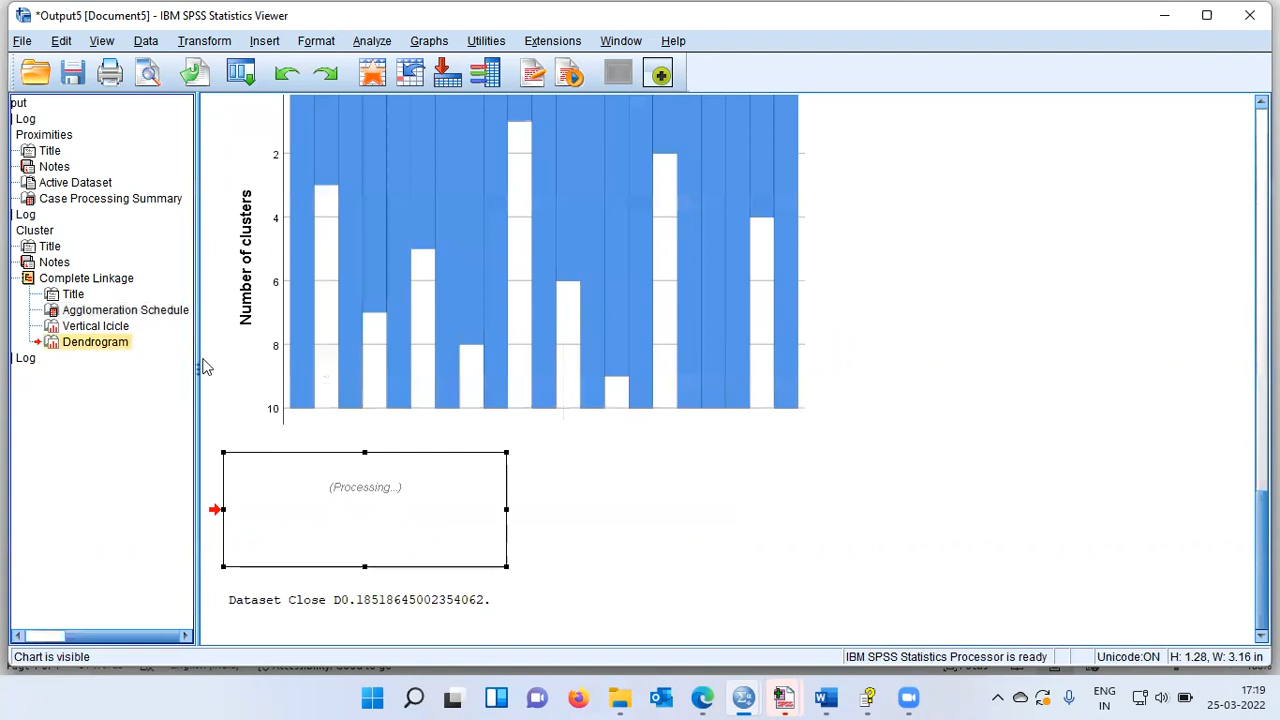 *Output5 [Document5] - IBM SPSS Statistics Viewer
File Edit View Data Transform Insert Format Analyze Graphs Utilities Extensions Window Help
put
Log
Proximities
Title
Notes
Active Dataset
Case Processing Summary
Log
Cluster
Title
Notes
Complete Linkage
Title
Agglomeration Schedule
Vertical Icicle
Dendrogram
Log
Number of clusters
2
4
6
8
10
(Processing...)
Dataset Close D0.18518645002354062.
Chart is visible
IBM SPSS Statistics Processor is ready
Unicode:ON
H: 1.28, W: 3.16 in
ENG
IN
17:19
25-03-2022